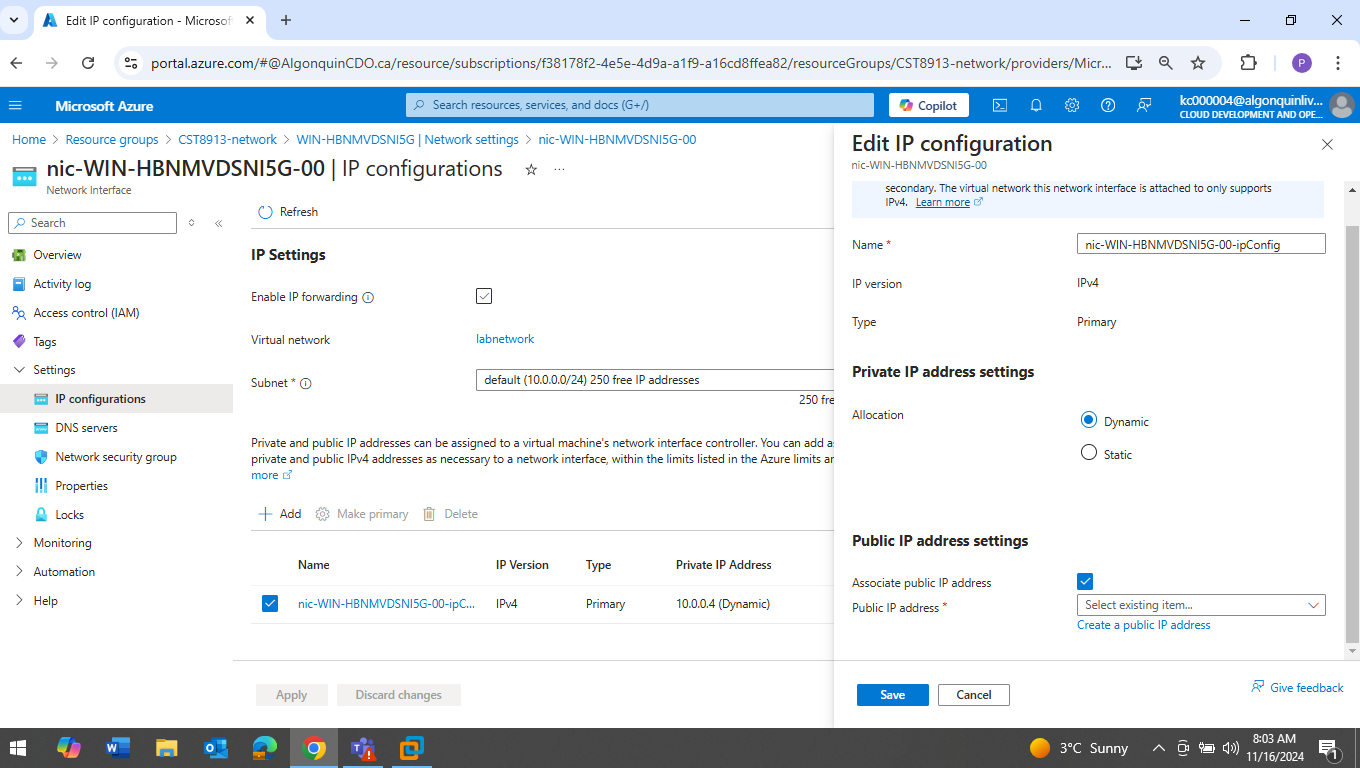 Edit IP configuration - Microsof
portal.azure.com/#@AlgonquinCDO.ca/resource/subscriptions/f38178f2-4e5e-4d9a-a1f9-a16cd8ffea82/resourceGroups/CST8913-network/providers/Micr...
P
Microsoft Azure
Search resources, services, and docs (G+/)
Copilot
kc000004@algonquinliv...
CLOUD DEVELOPMENT AND OPE...
Home > Resource groups > CST8913-network > WIN-HBNMVDSNI5G | Network settings > nic-WIN-HBNMVDSNI5G-00
nic-WIN-HBNMVDSNI5G-00 | IP configurations
Network Interface
Search
Overview
Activity log
Access control (IAM)
Tags
Settings
IP configurations
DNS servers
Network security group
Properties
Locks
Monitoring
Automation
Help
Refresh
IP Settings
Enable IP forwarding
Virtual network
labnetwork
Subnet *
default (10.0.0.0/24) 250 free IP addresses
250 fre
Private and public IP addresses can be assigned to a virtual machine's network interface controller. You can add a
private and public IPv4 addresses as necessary to a network interface, within the limits listed in the Azure limits ar
more
Add
Make primary
Delete
Name IP Version Type Private IP Address
nic-WIN-HBNMVDSNI5G-00-ipC... IPv4 Primary 10.0.0.4 (Dynamic)
Apply
Discard changes
Edit IP configuration
nic-WIN-HBNMVDSNI5G-00
secondary. The virtual network this network interface is attached to only supports
IPv4. Learn more
Name *
nic-WIN-HBNMVDSNI5G-00-ipConfig
IP version
IPv4
Type
Primary
Private IP address settings
Allocation
Dynamic
Static
Public IP address settings
Associate public IP address
Public IP address *
Select existing item...
Create a public IP address
Save
Cancel
Give feedback
3°C Sunny
8:03 AM
11/16/2024
1